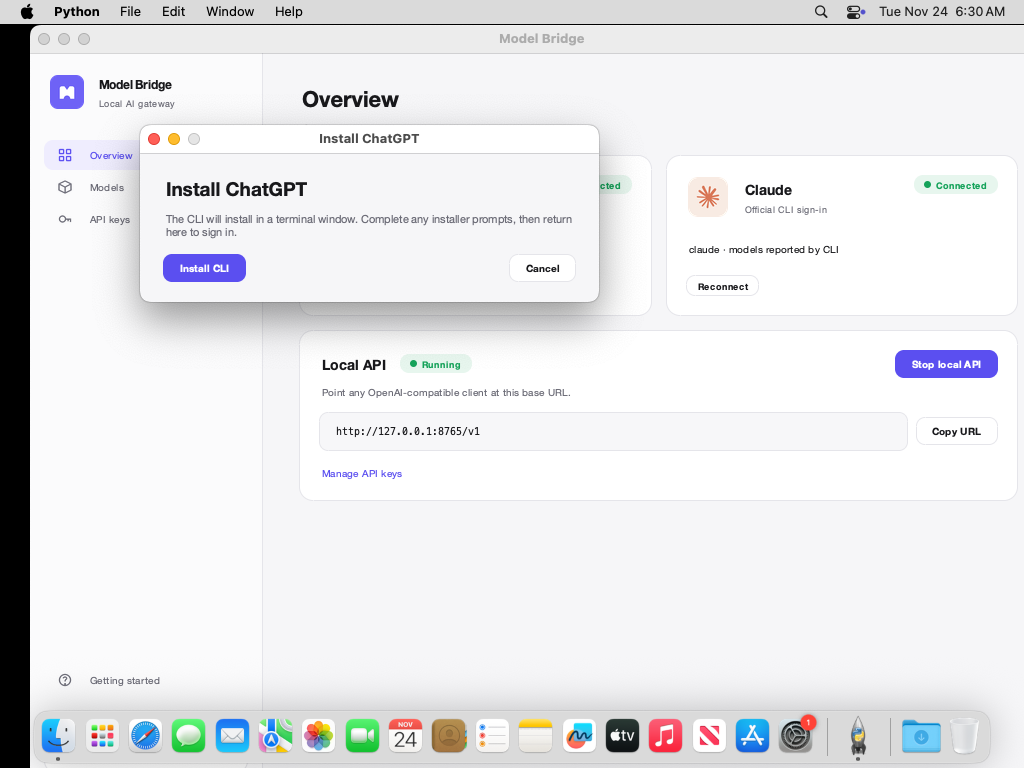 Python File Edit Window Help Tue Nov 24 6:30 AM
Model Bridge
Model Bridge
Local AI gateway
Overview
Models
API keys
Getting started
Overview
Install ChatGPT
Install ChatGPT
The CLI will install in a terminal window. Complete any installer prompts, then return
here to sign in.
Install CLI
Cancel
Claude
Official CLI sign-in
Connected
claude · models reported by CLI
Reconnect
Local API
Running
Stop local API
Point any OpenAI-compatible client at this base URL.
http://127.0.0.1:8765/v1
Copy URL
Manage API keys
NOV
24
tv
1